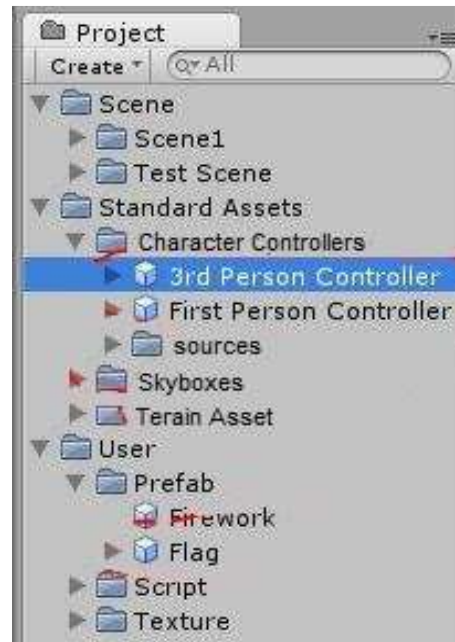 Project
Create All
Scene
Scene1
Test Scene
Standard Assets
Character Controllers
3rd Person Controller
First Person Controller
sources
Skyboxes
Terain Asset
User
Prefab
Firework
Flag
Script
Texture